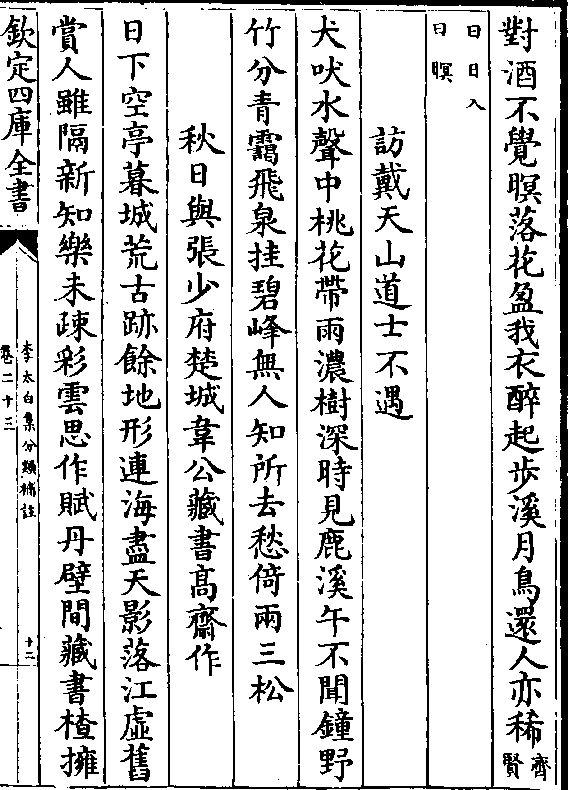 對酒不覺暝落花盈我衣醉起步溪月鳥還人亦稀齊賢
曰日入
曰暝
訪戴天山道士不遇
犬吠水聲中桃花帶雨濃樹深時見鹿溪午不聞鐘野
竹分青靄飛泉挂碧峰無人知所去愁倚兩三松
秋日與張少府楚城韋公藏書髙齋作
日下空亭暮城荒古跡餘地形連海盡天影落江虛舊
賞人雖隔新知樂未疎彩雲思作賦丹壁間藏書楂擁
欽定四庫全書
李太白集分類補註
卷二十三
十二